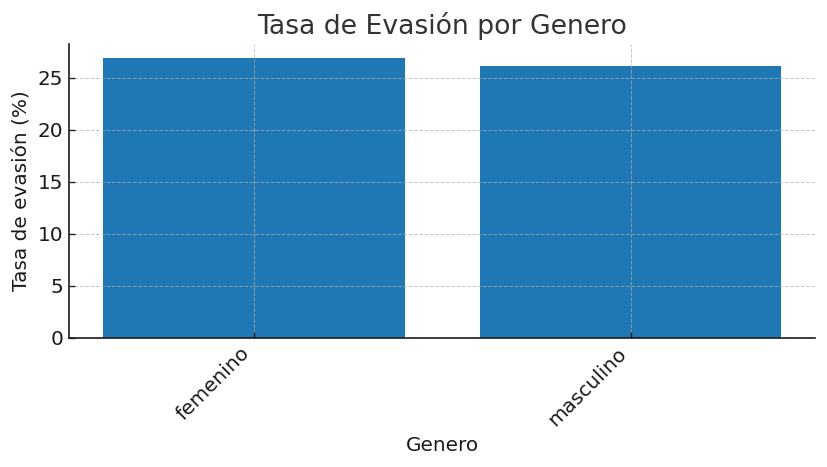 Tasa de Evasión por Genero
Tasa de evasión (%)
25
20
15
10
5
0
femenino
masculino
Genero